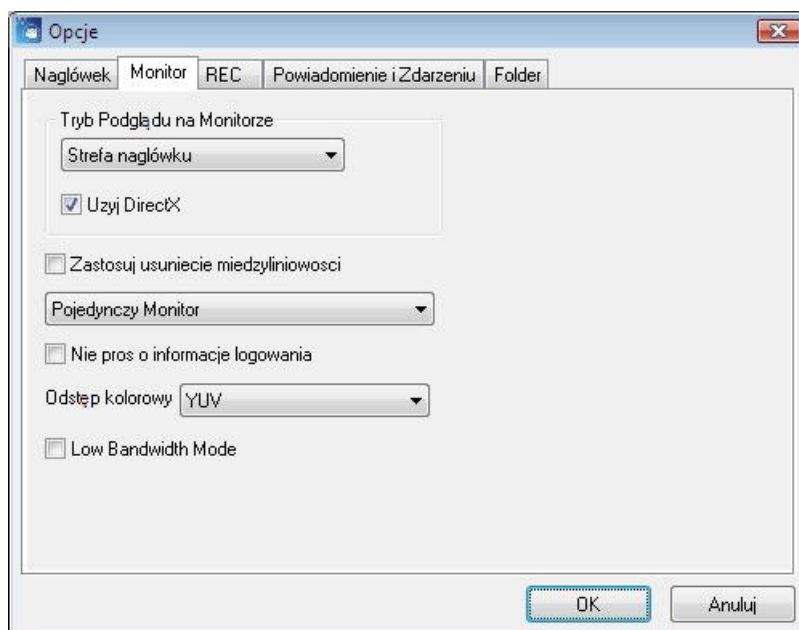 Opcje
Naglówek Monitor REC Powiadomienie i Zdarzeniu Folder
Tryb Podglądu na Monitorze
Strefa naglówku
Uzyj DirectX
Zastosuj usuniecie miedzyliniowosci
Pojedynczy Monitor
Nie pros o informacje logowania
Odstęp kolorowy YUV
Low Bandwidth Mode
OK Anuluj